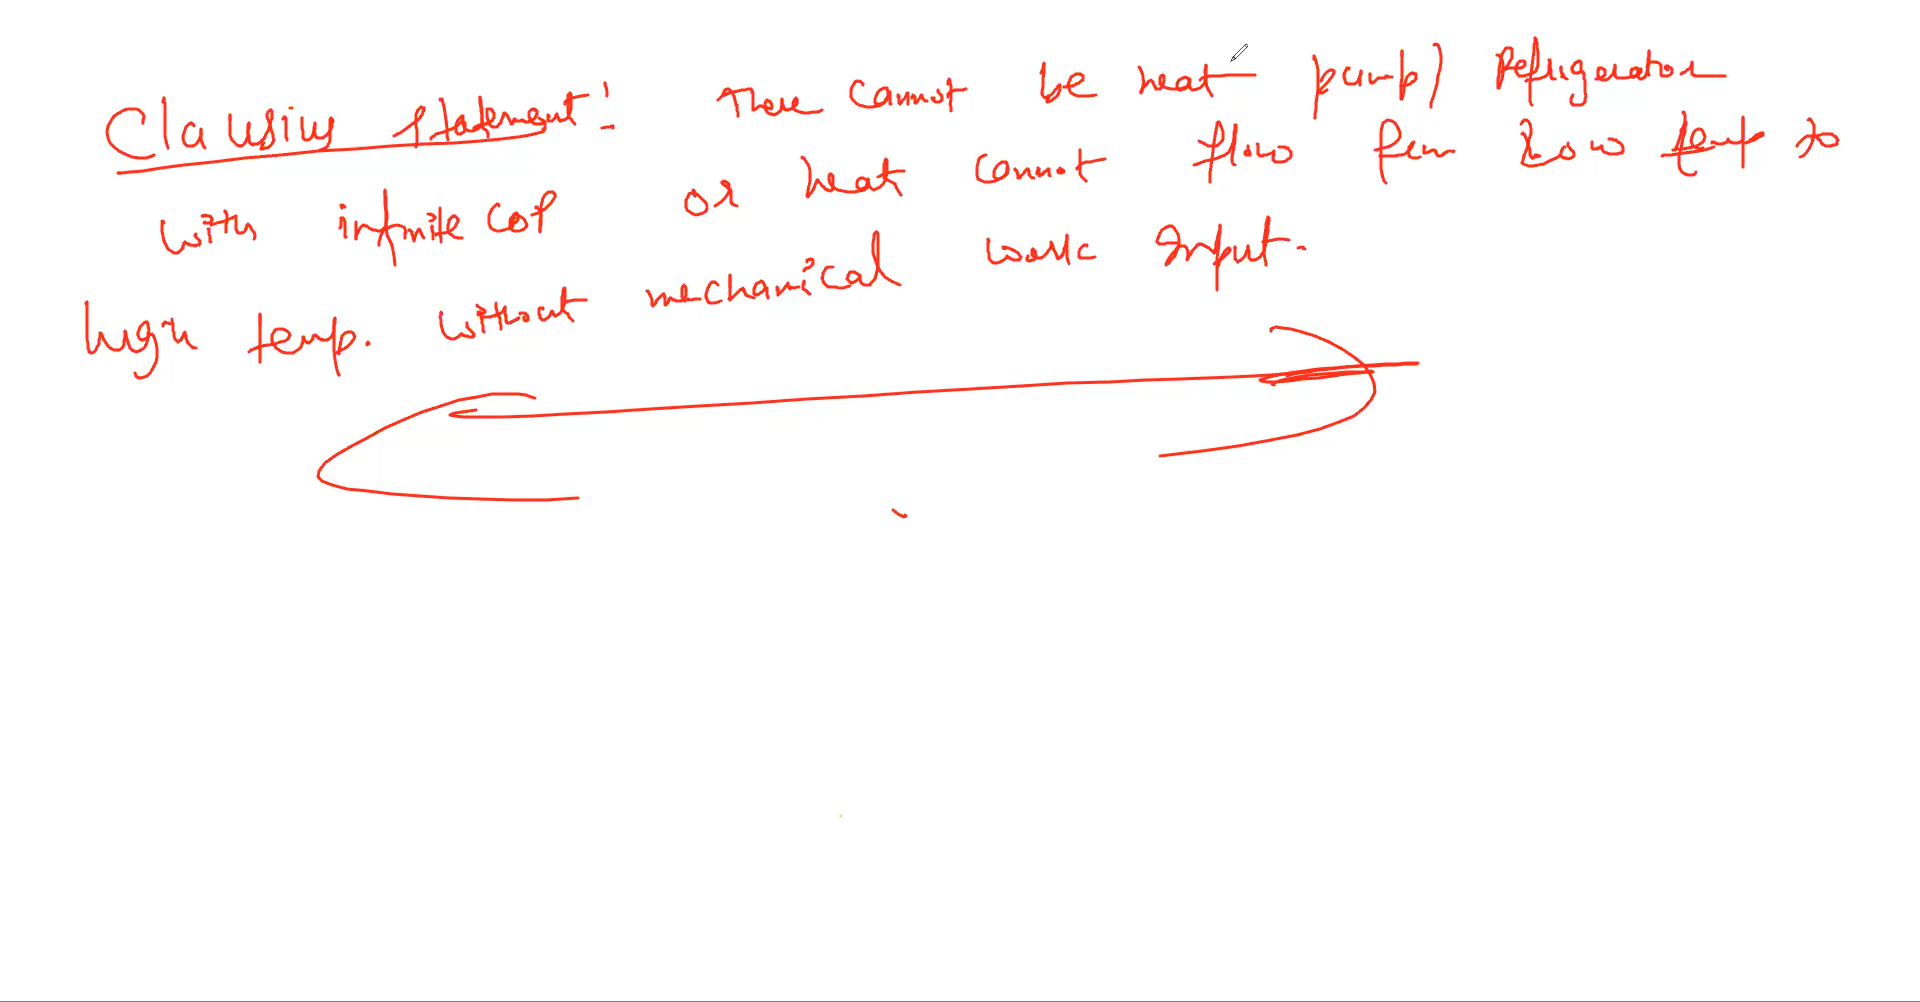 Clausius statement: There cannot be heat pump/ Refrigerator
with infinite COP or heat cannot flow from Low temp to
high temp. without mechanical work Input.